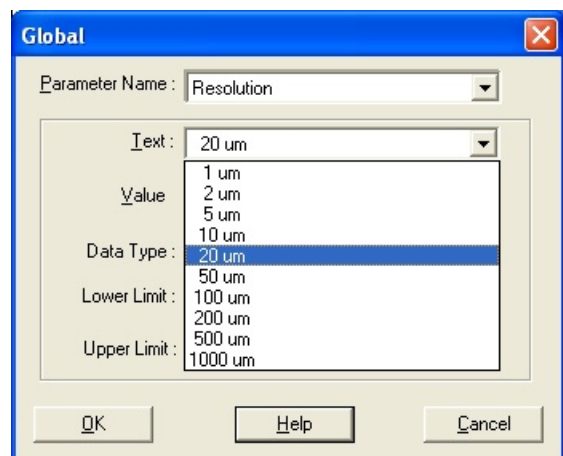 Global
Parameter Name : Resolution
Text : 20 um
1 um
Value 2 um
5 um
10 um
Data Type : 20 um
50 um
Lower Limit : 100 um
200 um
Upper Limit : 500 um
1000 um
OK Help Cancel